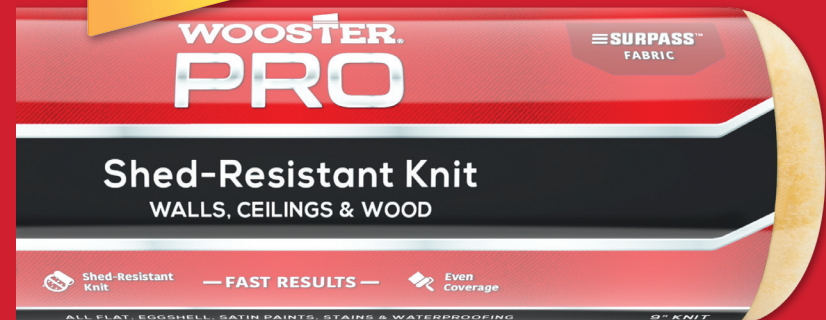 WOOSTER®
PRO
≡SURPASS™
FABRIC
Shed-Resistant Knit
WALLS, CEILINGS & WOOD
Shed-Resistant
Knit
— FAST RESULTS —
Even
Coverage
ALL FLAT, EGGSHELL, SATIN PAINTS, STAINS & WATERPROOFING
9" KNIT